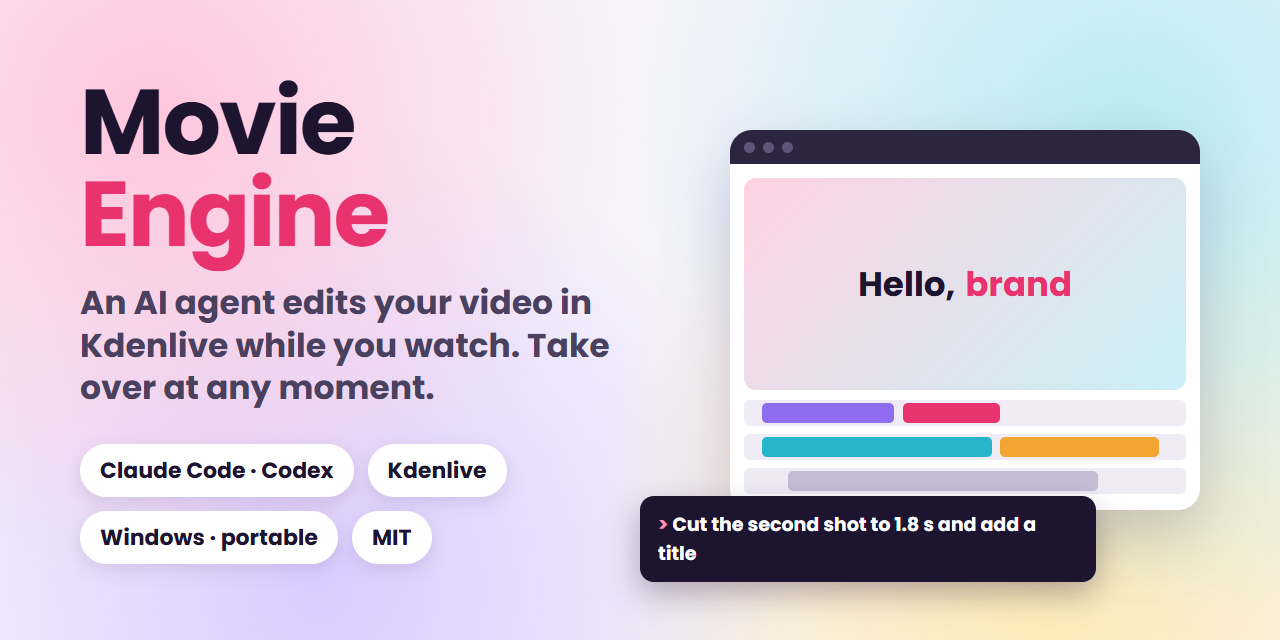 Movie
Engine
An AI agent edits your video in
Kdenlive while you watch. Take
over at any moment.
Claude Code · Codex
Kdenlive
Windows · portable
MIT
Hello, brand
> Cut the second shot to 1.8 s and add a
title